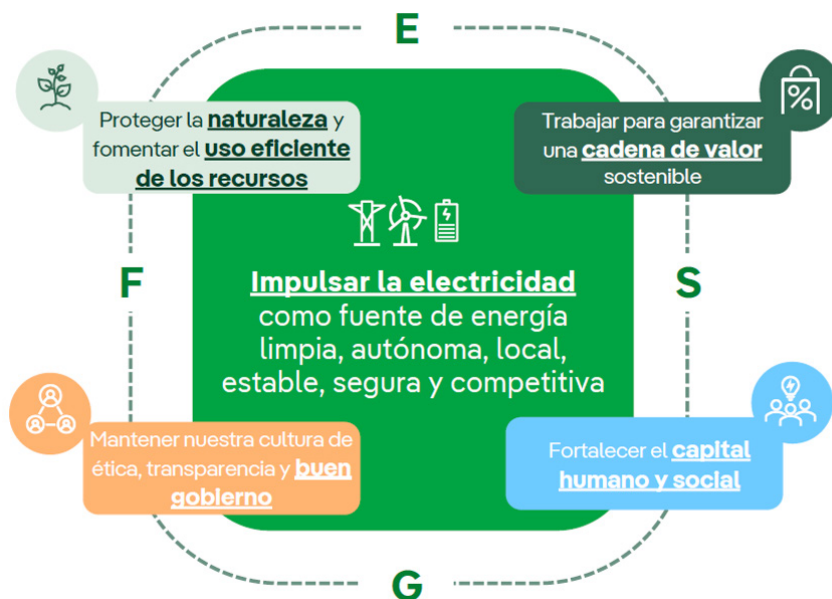 E
Proteger la naturaleza y
fomentar el uso eficiente
de los recursos
%
Trabajar para garantizar
una cadena de valor
sostenible
F
Impulsar la electricidad
como fuente de energía
limpia, autónoma, local,
estable, segura y competitiva
S
Mantener nuestra cultura de
ética, transparencia y buen
gobierno
Fortalecer el capital
humano y social
G